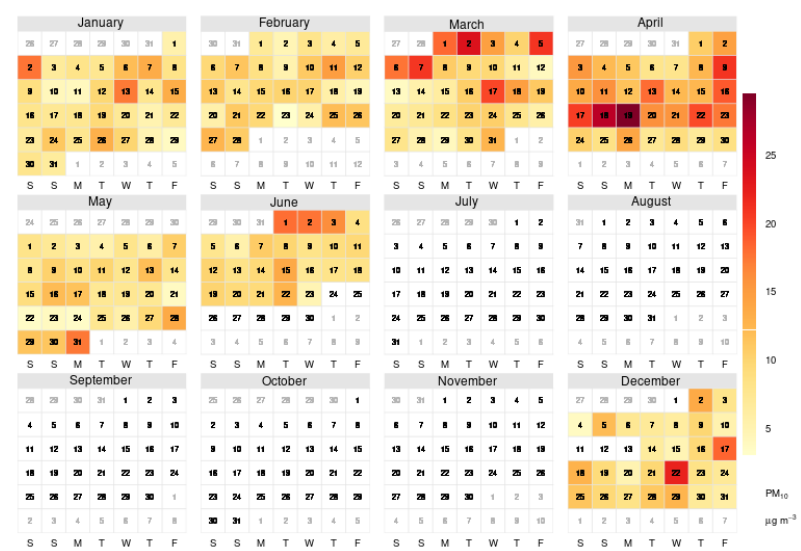 January February March April
26 27 28 29 30 31 1 30 31 1 2 3 4 5 27 28 1 2 3 4 5 27 28 29 30 31 1 2
2 3 4 5 6 7 8 6 7 8 9 10 11 12 6 7 8 9 10 11 12 3 4 5 6 7 8 9
9 10 11 12 13 14 15 13 14 15 16 17 18 19 13 14 15 16 17 18 19 10 11 12 13 14 15 16
16 17 18 19 20 21 22 20 21 22 23 24 25 26 20 21 22 23 24 25 26 17 18 19 20 21 22 23
23 24 25 26 27 28 29 27 28 1 2 3 4 5 27 28 29 30 31 1 2 24 25 26 27 28 29 30
30 31 1 2 3 4 5 6 7 8 9 10 11 12 3 4 5 6 7 8 9 1 2 3 4 5 6 7
S S M T W T F S S M T W T F S S M T W T F S S M T W T F
May June July August
24 25 26 27 28 29 30 29 30 31 1 2 3 4 26 27 28 29 30 1 2 31 1 2 3 4 5 6
1 2 3 4 5 6 7 5 6 7 8 9 10 11 3 4 5 6 7 8 9 7 8 9 10 11 12 13
8 9 10 11 12 13 14 12 13 14 15 16 17 18 10 11 12 13 14 15 16 14 15 16 17 18 19 20
15 16 17 18 19 20 21 19 20 21 22 23 24 25 17 18 19 20 21 22 23 21 22 23 24 25 26 27
22 23 24 25 26 27 28 26 27 28 29 30 1 2 24 25 26 27 28 29 30 28 29 30 31 1 2 3
29 30 31 1 2 3 4 3 4 5 6 7 8 9 31 1 2 3 4 5 6 4 5 6 7 8 9 10
S S M T W T F S S M T W T F S S M T W T F S S M T W T F
September October November December
28 29 30 31 1 2 3 25 26 27 28 29 30 1 30 31 1 2 3 4 5 27 28 29 30 1 2 3
4 5 6 7 8 9 10 2 3 4 5 6 7 8 6 7 8 9 10 11 12 4 5 6 7 8 9 10
11 12 13 14 15 16 17 9 10 11 12 13 14 15 13 14 15 16 17 18 19 11 12 13 14 15 16 17
18 19 20 21 22 23 24 16 17 18 19 20 21 22 20 21 22 23 24 25 26 18 19 20 21 22 23 24
25 26 27 28 29 30 1 23 24 25 26 27 28 29 27 28 29 30 1 2 3 25 26 27 28 29 30 31
2 3 4 5 6 7 8 30 31 1 2 3 4 5 4 5 6 7 8 9 10 1 2 3 4 5 6 7
S S M T W T F S S M T W T F S S M T W T F S S M T W T F
25
20
15
10
5
PM₁₀
µg m⁻³